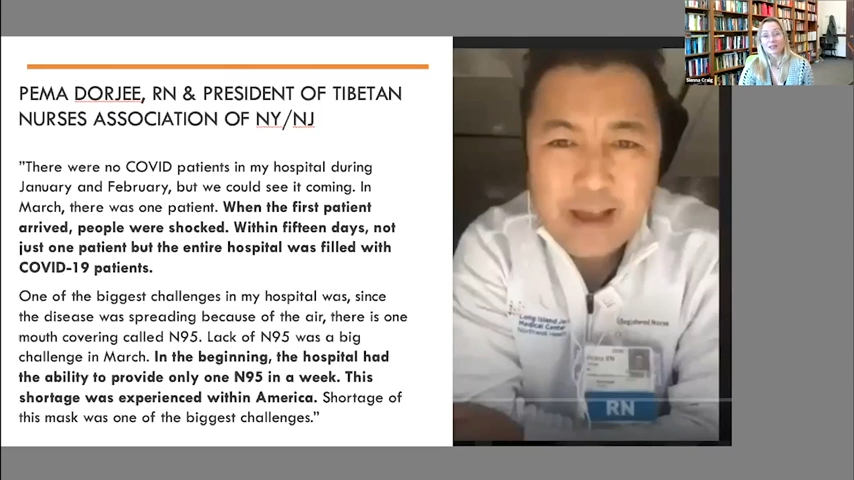 PEMA DORJEE, RN & PRESIDENT OF TIBETAN
NURSES ASSOCIATION OF NY/NJ
"There were no COVID patients in my hospital during
January and February, but we could see it coming. In
March, there was one patient. When the first patient
arrived, people were shocked. Within fifteen days, not
just one patient but the entire hospital was filled with
COVID-19 patients.
One of the biggest challenges in my hospital was, since
the disease was spreading because of the air, there is one
mouth covering called N95. Lack of N95 was a big
challenge in March. In the beginning, the hospital had
the ability to provide only one N95 in a week. This
shortage was experienced within America. Shortage of
this mask was one of the biggest challenges."
Long Island
Medical Center
Registered Nurse
RN
Sienna Craig